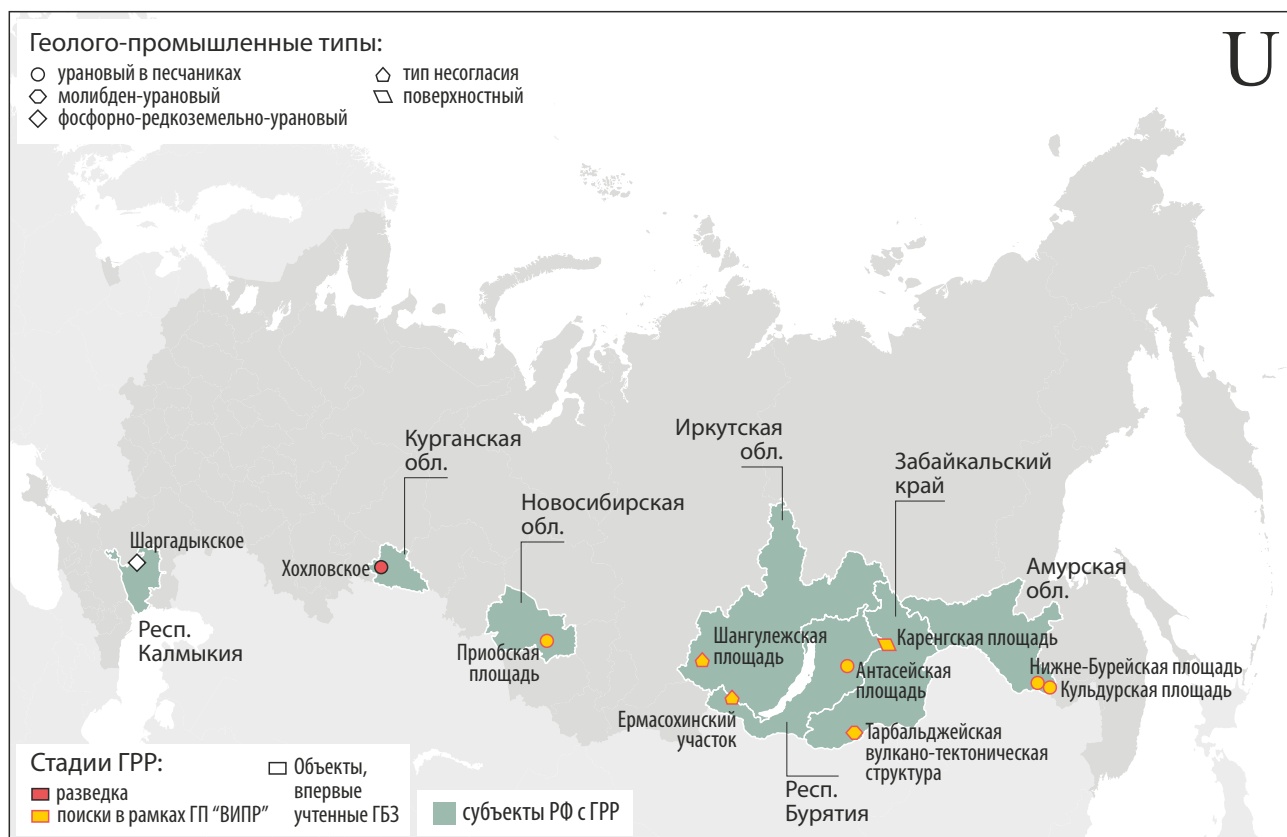 Геолого-промышленные типы:
урановый в песчаниках
молибден-урановый
фосфорно-редкоземельно-урановый
тип несогласия
поверхностный
U
Иркутская
обл.
Курганская
обл.
Забайкальский
край
Новосибирская
обл.
Шаргадыкское
Хохловское
Амурская
обл.
Респ.
Калмыкия
Приобская
площадь
Шангулежская
площадь
Каренгская площадь
Антасейская
площадь
Нижне-Бурейская площадь
Кульдурская площадь
Ермасохинский
участок
Тарбальджейская
вулкано-тектоническая
структура
Респ.
Бурятия
Стадии ГРР:
разведка
поиски в рамках ГП "ВИПР"
Объекты,
впервые
учтенные ГБЗ
субъекты РФ с ГРР